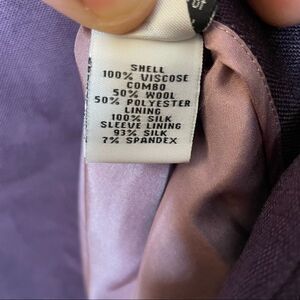 SHELL
100% VISCOSE
COMBO
50% WOOL
50% POLYESTER
LINING
100% SILK
SLEEVE LINING
93% SILK
7% SPANDEX